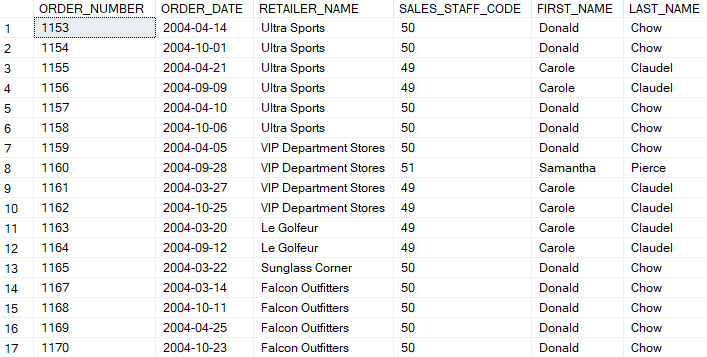 ORDER_NUMBER ORDER_DATE RETAILER_NAME SALES_STAFF_CODE FIRST_NAME LAST_NAME
1 1153 2004-04-14 Ultra Sports 50 Donald Chow
2 1154 2004-10-01 Ultra Sports 50 Donald Chow
3 1155 2004-04-21 Ultra Sports 49 Carole Claudel
4 1156 2004-09-09 Ultra Sports 49 Carole Claudel
5 1157 2004-04-10 Ultra Sports 50 Donald Chow
6 1158 2004-10-06 Ultra Sports 50 Donald Chow
7 1159 2004-04-05 VIP Department Stores 50 Donald Chow
8 1160 2004-09-28 VIP Department Stores 51 Samantha Pierce
9 1161 2004-03-27 VIP Department Stores 49 Carole Claudel
10 1162 2004-10-25 VIP Department Stores 49 Carole Claudel
11 1163 2004-03-20 Le Golfeur 49 Carole Claudel
12 1164 2004-09-12 Le Golfeur 49 Carole Claudel
13 1165 2004-03-22 Sunglass Corner 50 Donald Chow
14 1167 2004-03-14 Falcon Outfitters 50 Donald Chow
15 1168 2004-10-11 Falcon Outfitters 50 Donald Chow
16 1169 2004-04-25 Falcon Outfitters 50 Donald Chow
17 1170 2004-10-23 Falcon Outfitters 50 Donald Chow